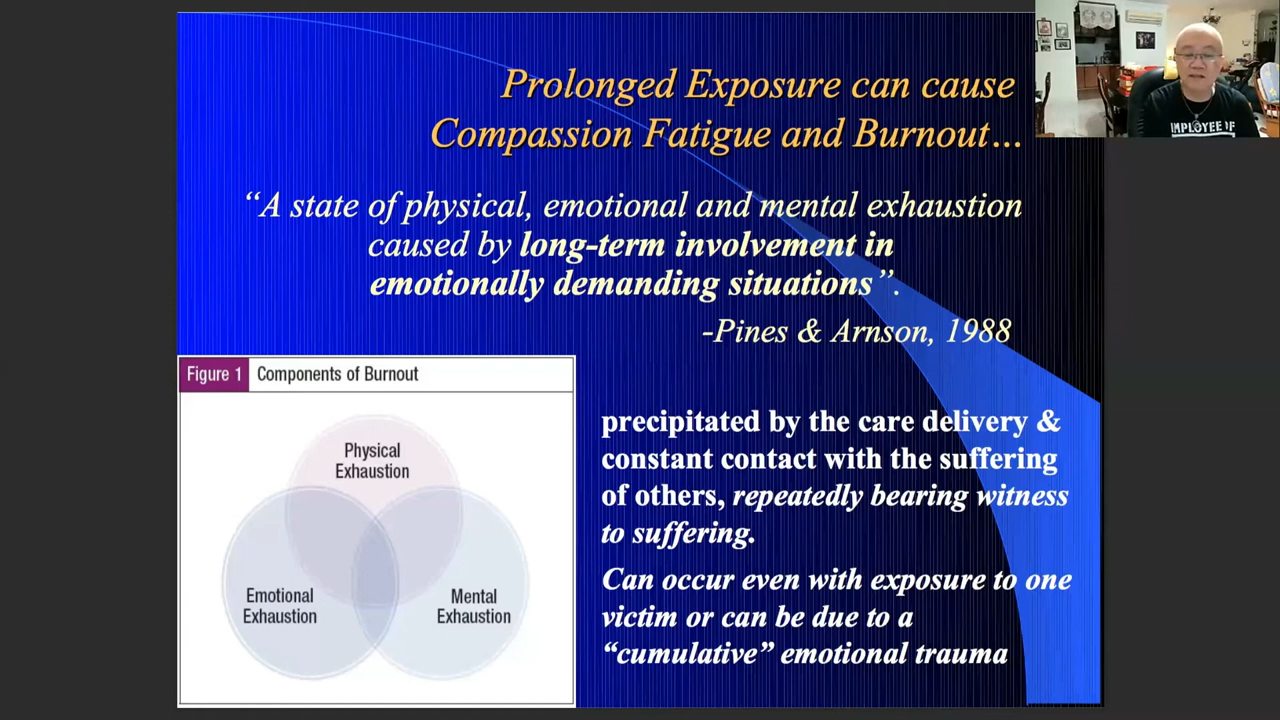 Prolonged Exposure can cause
Compassion Fatigue and Burnout...
“A state of physical, emotional and mental exhaustion
caused by long-term involvement in
emotionally demanding situations”.
-Pines & Arnson, 1988
Figure 1 Components of Burnout
Physical
Exhaustion
Emotional
Exhaustion
Mental
Exhaustion
precipitated by the care delivery &
constant contact with the suffering
of others, repeatedly bearing witness
to suffering.
Can occur even with exposure to one
victim or can be due to a
“cumulative” emotional trauma
IMPLOYEE OF